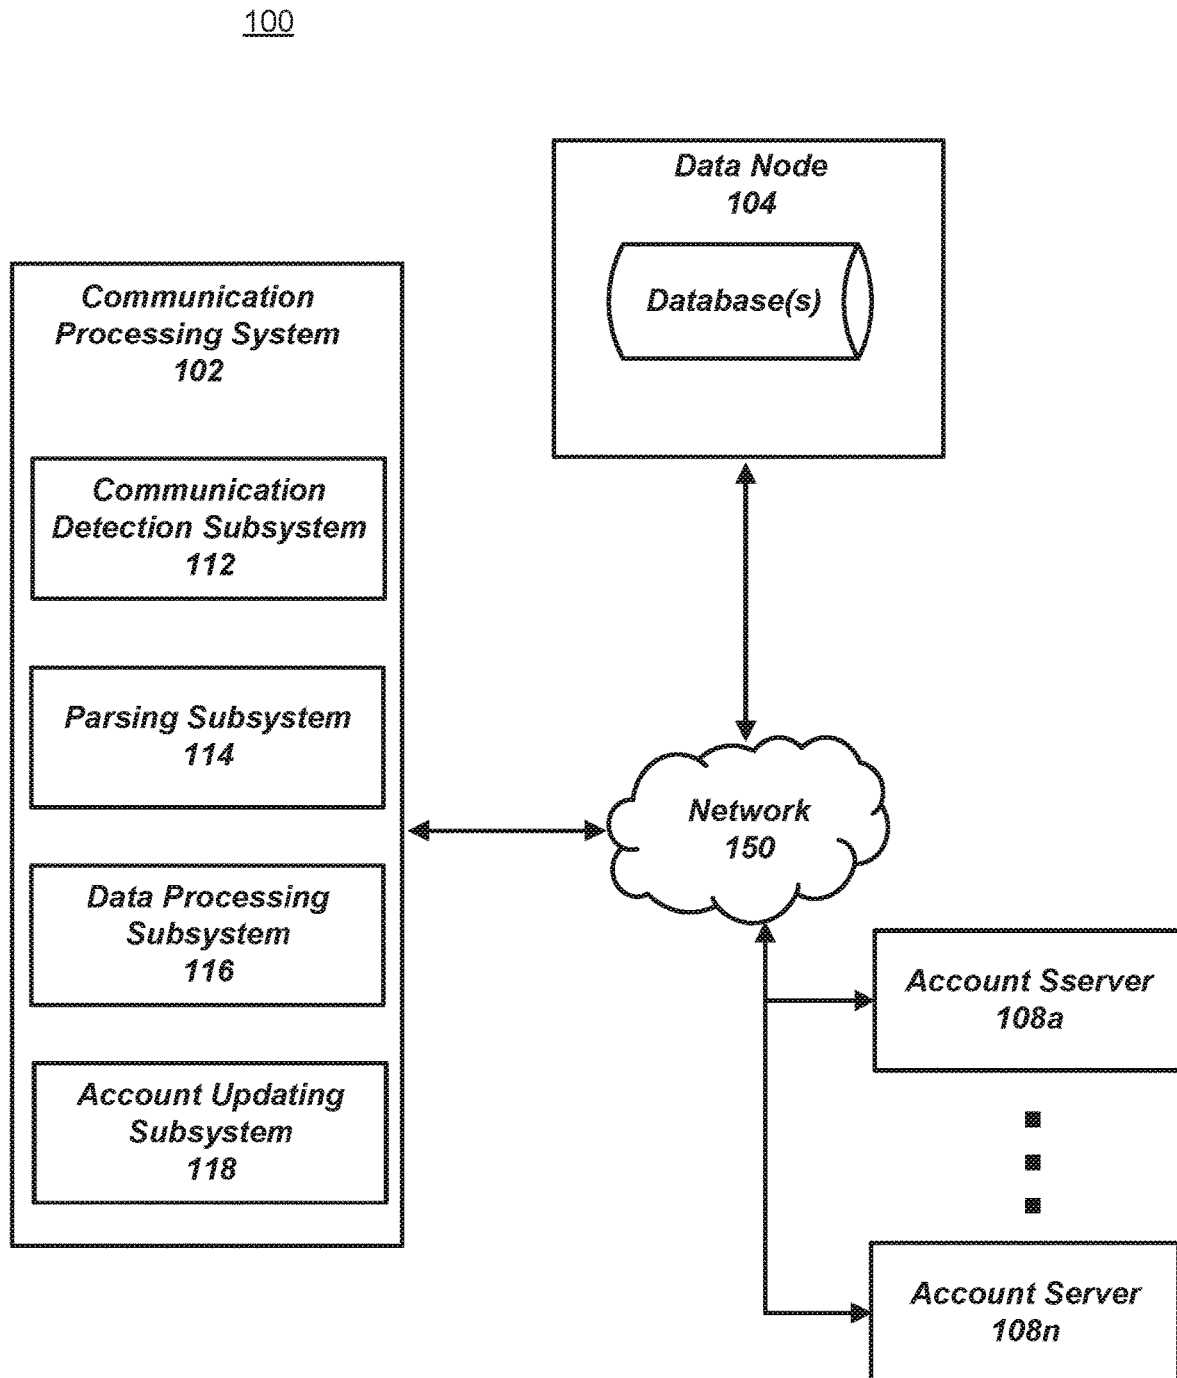 100
Data Node
104
Database(s)
Communication
Processing System
102
Communication
Detection Subsystem
112
Parsing Subsystem
114
Data Processing
Subsystem
116
Account Updating
Subsystem
118
Network
150
Account Sserver
108a
Account Server
108n